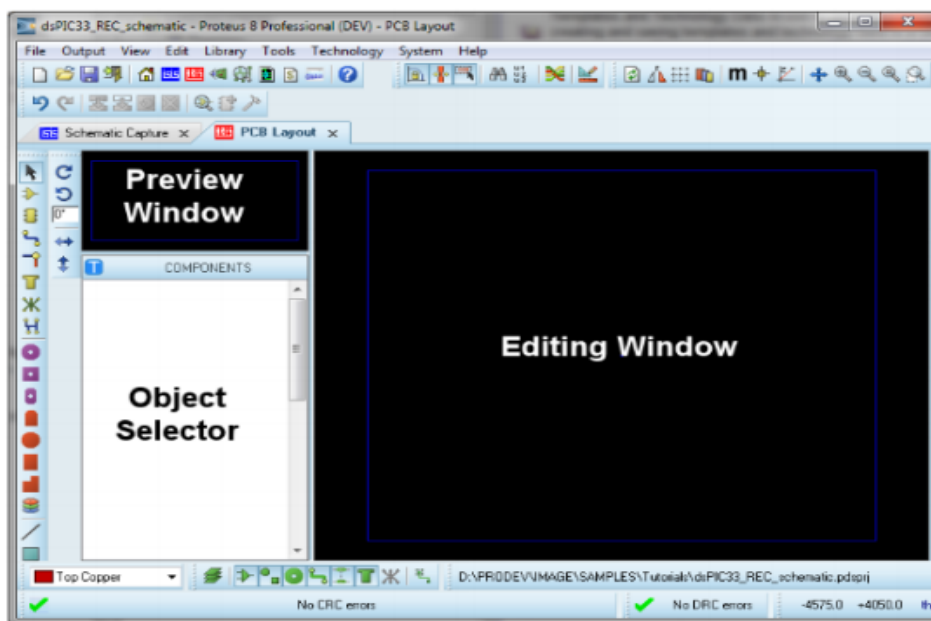 dsPIC33_REC_schematic - Proteus 8 Professional (DEV) - PCB Layout
File Output View Edit Library Tools Technology System Help
Schematic Capture
PCB Layout
Preview
Window
0°
COMPONENTS
Object
Selector
Editing Window
Top Copper
D:\PRODEV\IMAGE\SAMPLES\Tutorials\dsPIC33_REC_schematic.pdsprj
No CRC errors
No DRC errors
-4575.0 +4050.0 th